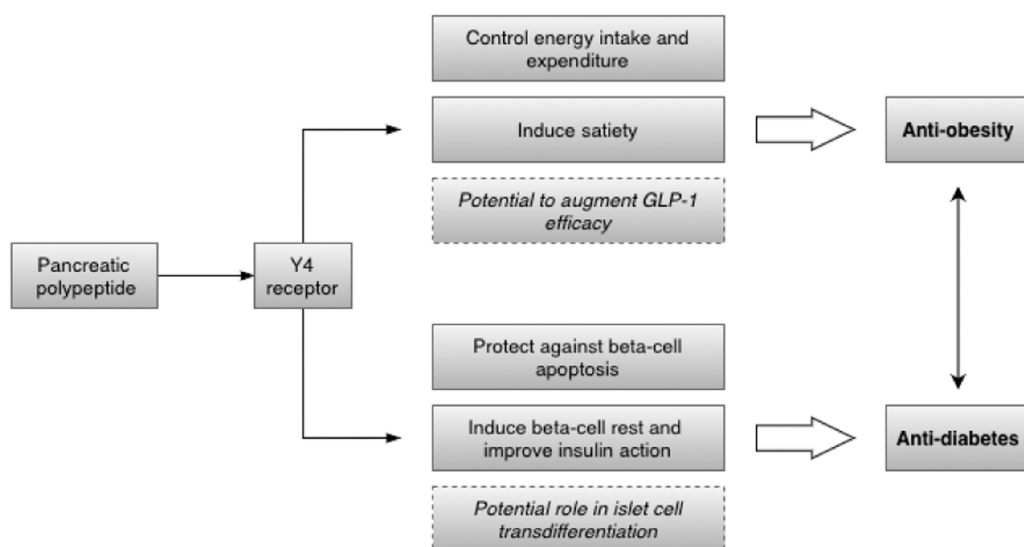 Control energy intake and
expenditure
Induce satiety
Anti-obesity
Potential to augment GLP-1
efficacy
Pancreatic
polypeptide
Y4
receptor
Protect against beta-cell
apoptosis
Induce beta-cell rest and
improve insulin action
Anti-diabetes
Potential role in islet cell
transdifferentiation